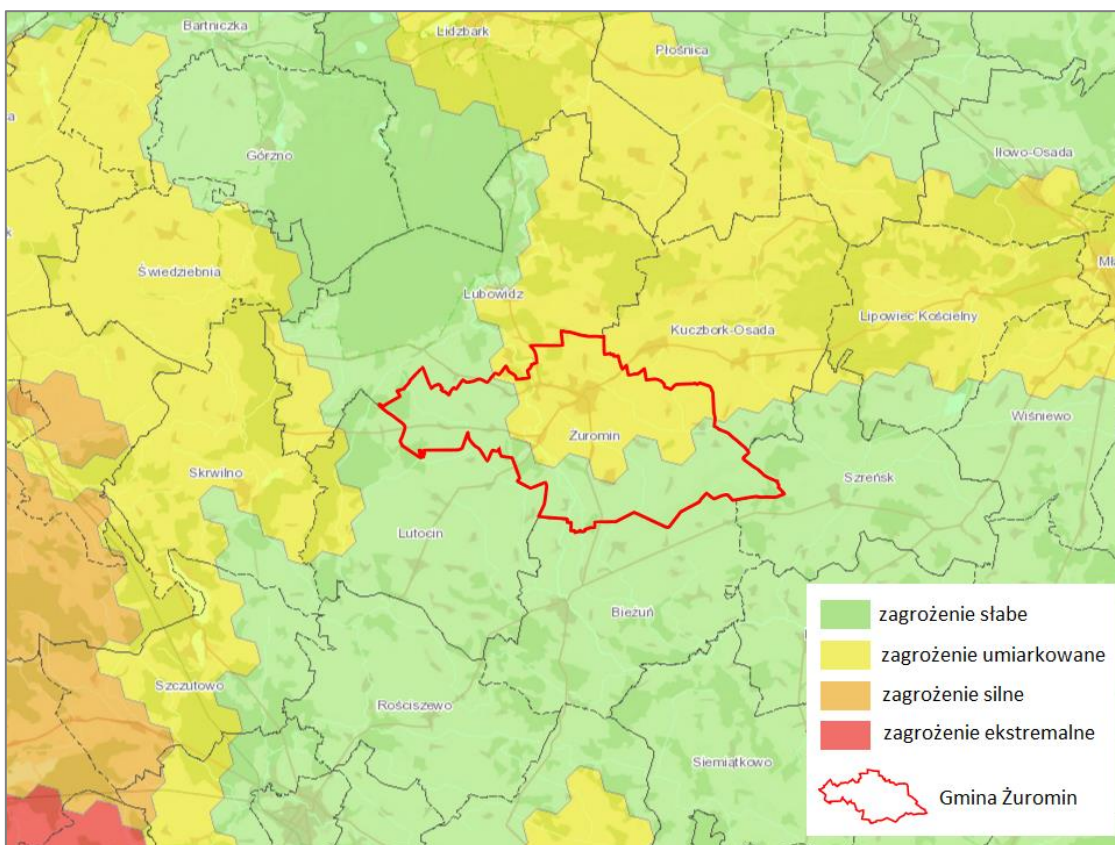 Bartniczka
Lidzbark
Płośnica
Górzno
Iłowo-Osada
Świedziebnia
Lubowidz
Kuczbork-Osada
Lipowiec Kościelny
Żuromin
Wiśniewo
Skrwilno
Szreńsk
Lutocin
Bieżuń
Szczutowo
Rościszewo
Siemiątkowo
zagrożenie słabe
zagrożenie umiarkowane
zagrożenie silne
zagrożenie ekstremalne
Gmina Żuromin